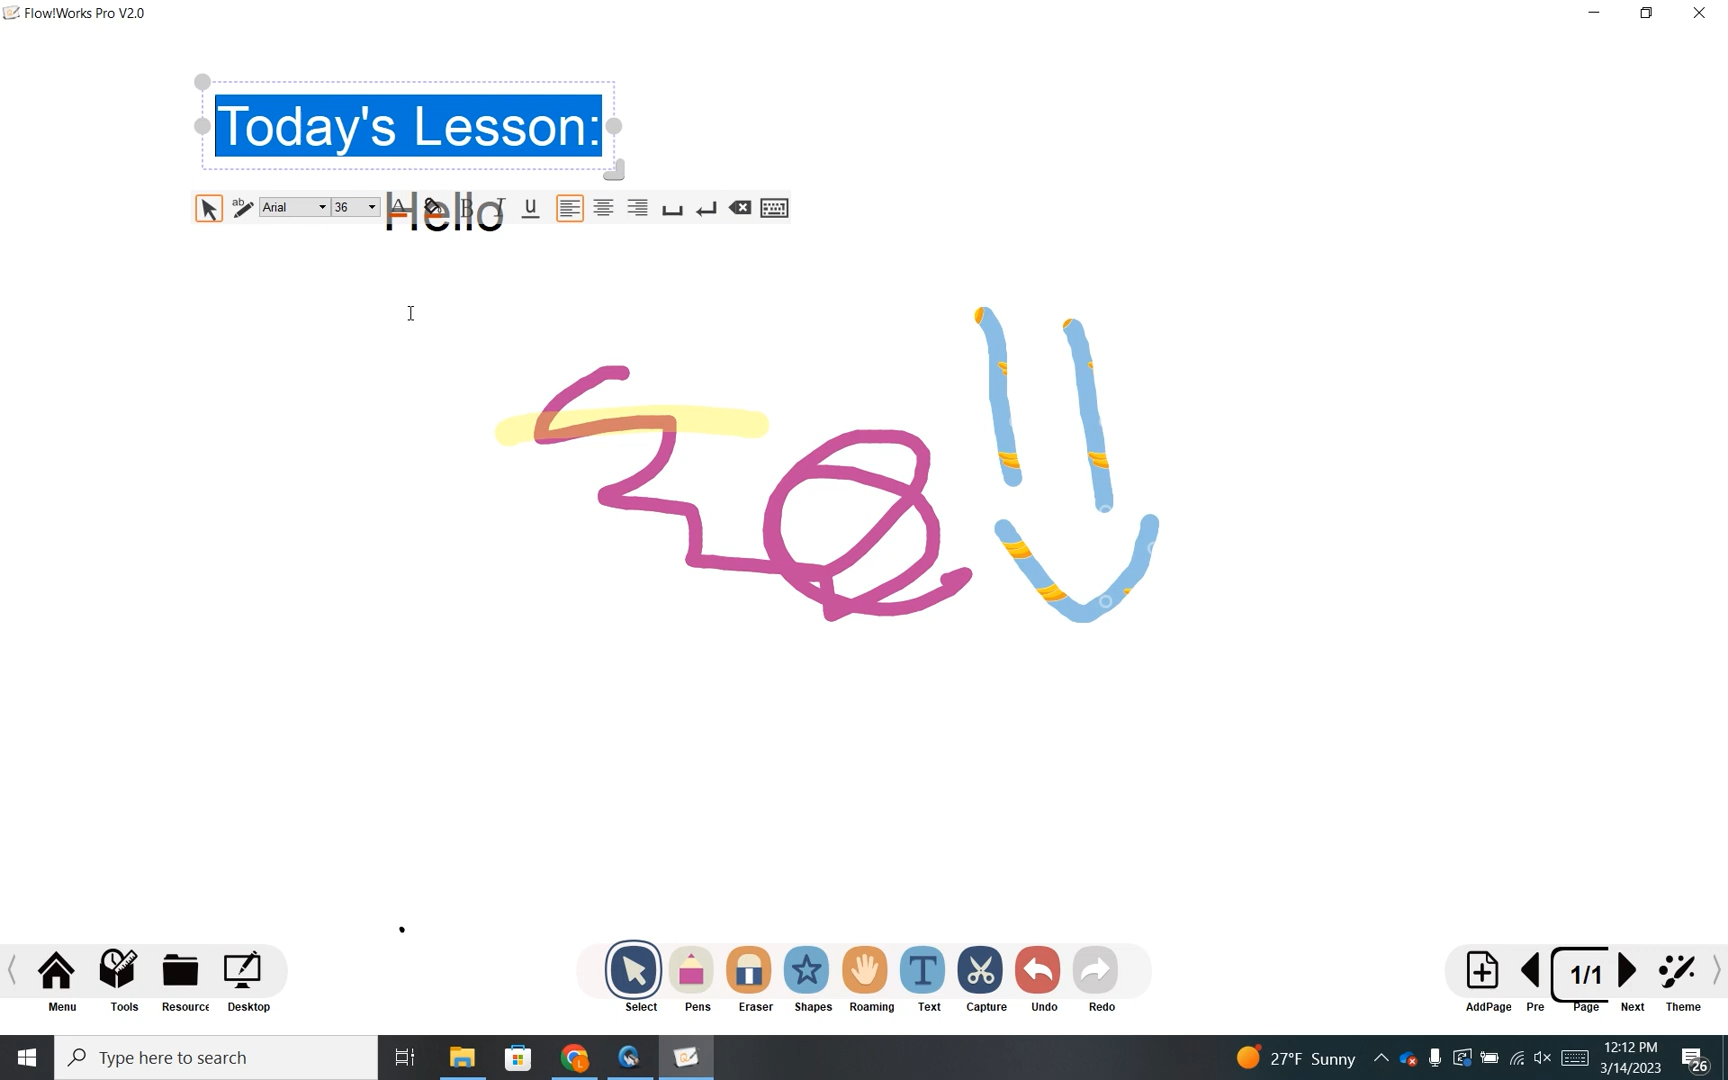 Flow!Works Pro V2.0
Today's Lesson:
Arial
36
A
B
I
U
ab
Hello
Menu
Tools
Resource
Desktop
Select
Pens
Eraser
Shapes
Roaming
T
Text
Capture
Undo
Redo
AddPage
Pre
1/1
Page
Next
Theme
Type here to search
L
27°F Sunny
12:12 PM
3/14/2023
26